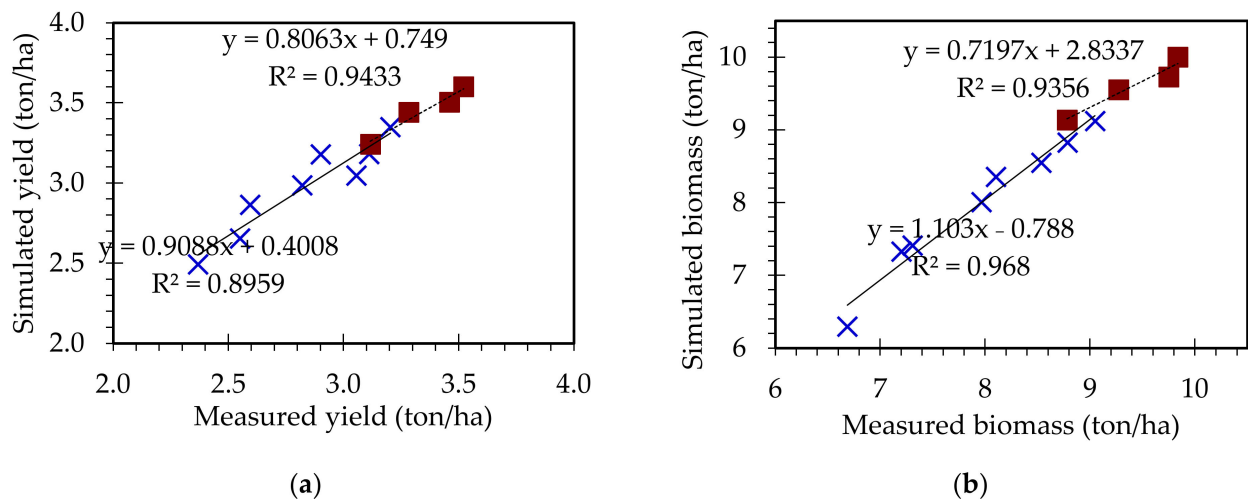 4.0
3.5
3.0
2.5
2.0
Simulated yield (ton/ha)
y = 0.8063x + 0.749
R² = 0.9433
y = 0.9088x + 0.4008
R² = 0.8959
2.0 2.5 3.0 3.5 4.0
Measured yield (ton/ha)
(a)
10
9
8
7
6
Simulated biomass (ton/ha)
y = 0.7197x + 2.8337
R² = 0.9356
y = 1.103x - 0.788
R² = 0.968
6 7 8 9 10
Measured biomass (ton/ha)
(b)